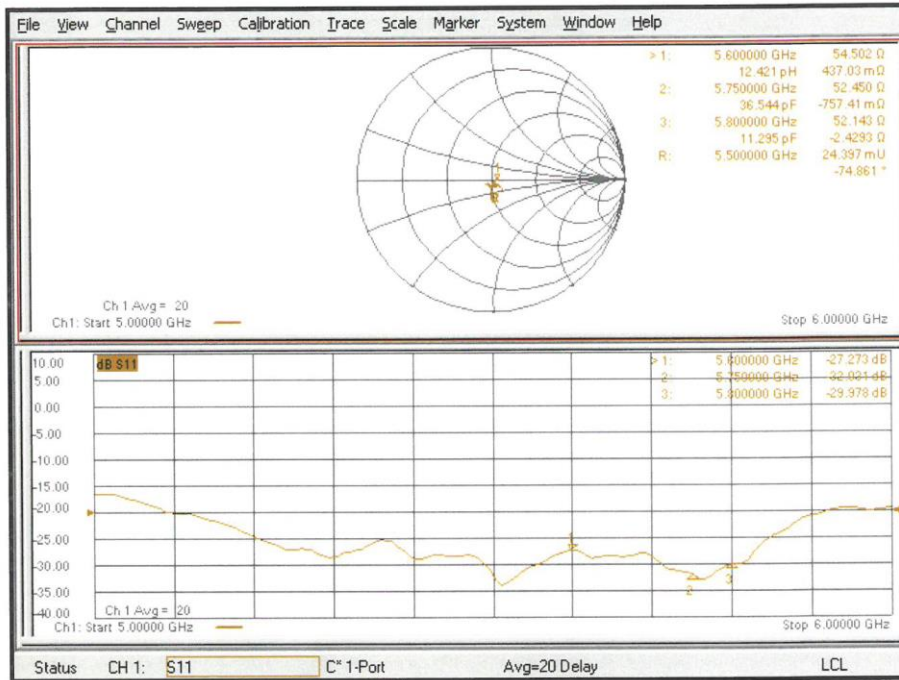 File View Channel Sweep Calibration Trace Scale Marker System Window Help
> 1: 5.600000 GHz 54.502 Ω
12.421 pH 437.03 mΩ
2: 5.750000 GHz 52.450 Ω
36.544 pF -757.41 mΩ
3: 5.800000 GHz 52.143 Ω
11.295 pF -2.4293 Ω
R: 5.500000 GHz 24.397 mU
-74.861 °
Ch 1 Avg = 20
Ch1: Start 5.00000 GHz
Stop 6.00000 GHz
dB S11
> 1: 5.600000 GHz -27.273 dB
2: 5.750000 GHz -32.031 dB
3: 5.800000 GHz -29.978 dB
10.00
5.00
0.00
-5.00
-10.00
-15.00
-20.00
-25.00
-30.00
-35.00
-40.00
1
2
3
Ch 1 Avg = 20
Ch1: Start 5.00000 GHz
Stop 6.00000 GHz
Status CH 1: S11 C* 1-Port Avg=20 Delay LCL